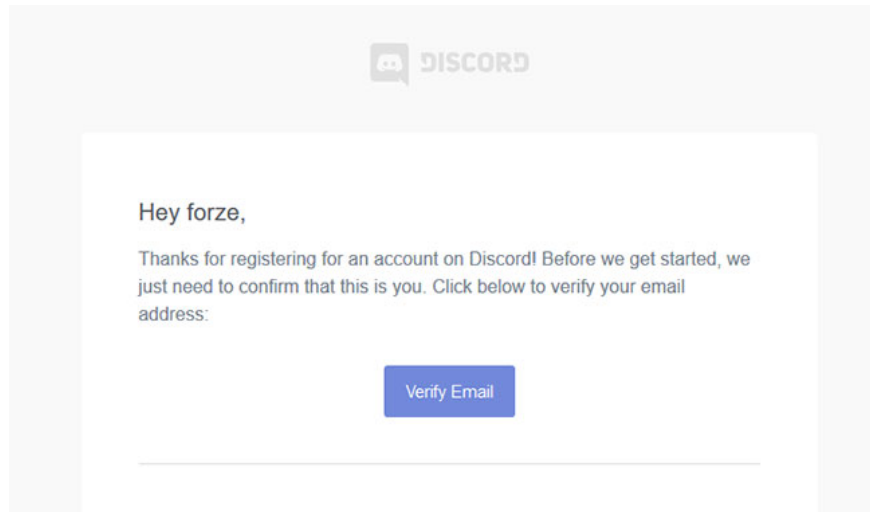 DISCORD
Hey forze,
Thanks for registering for an account on Discord! Before we get started, we
just need to confirm that this is you. Click below to verify your email
address:
Verify Email